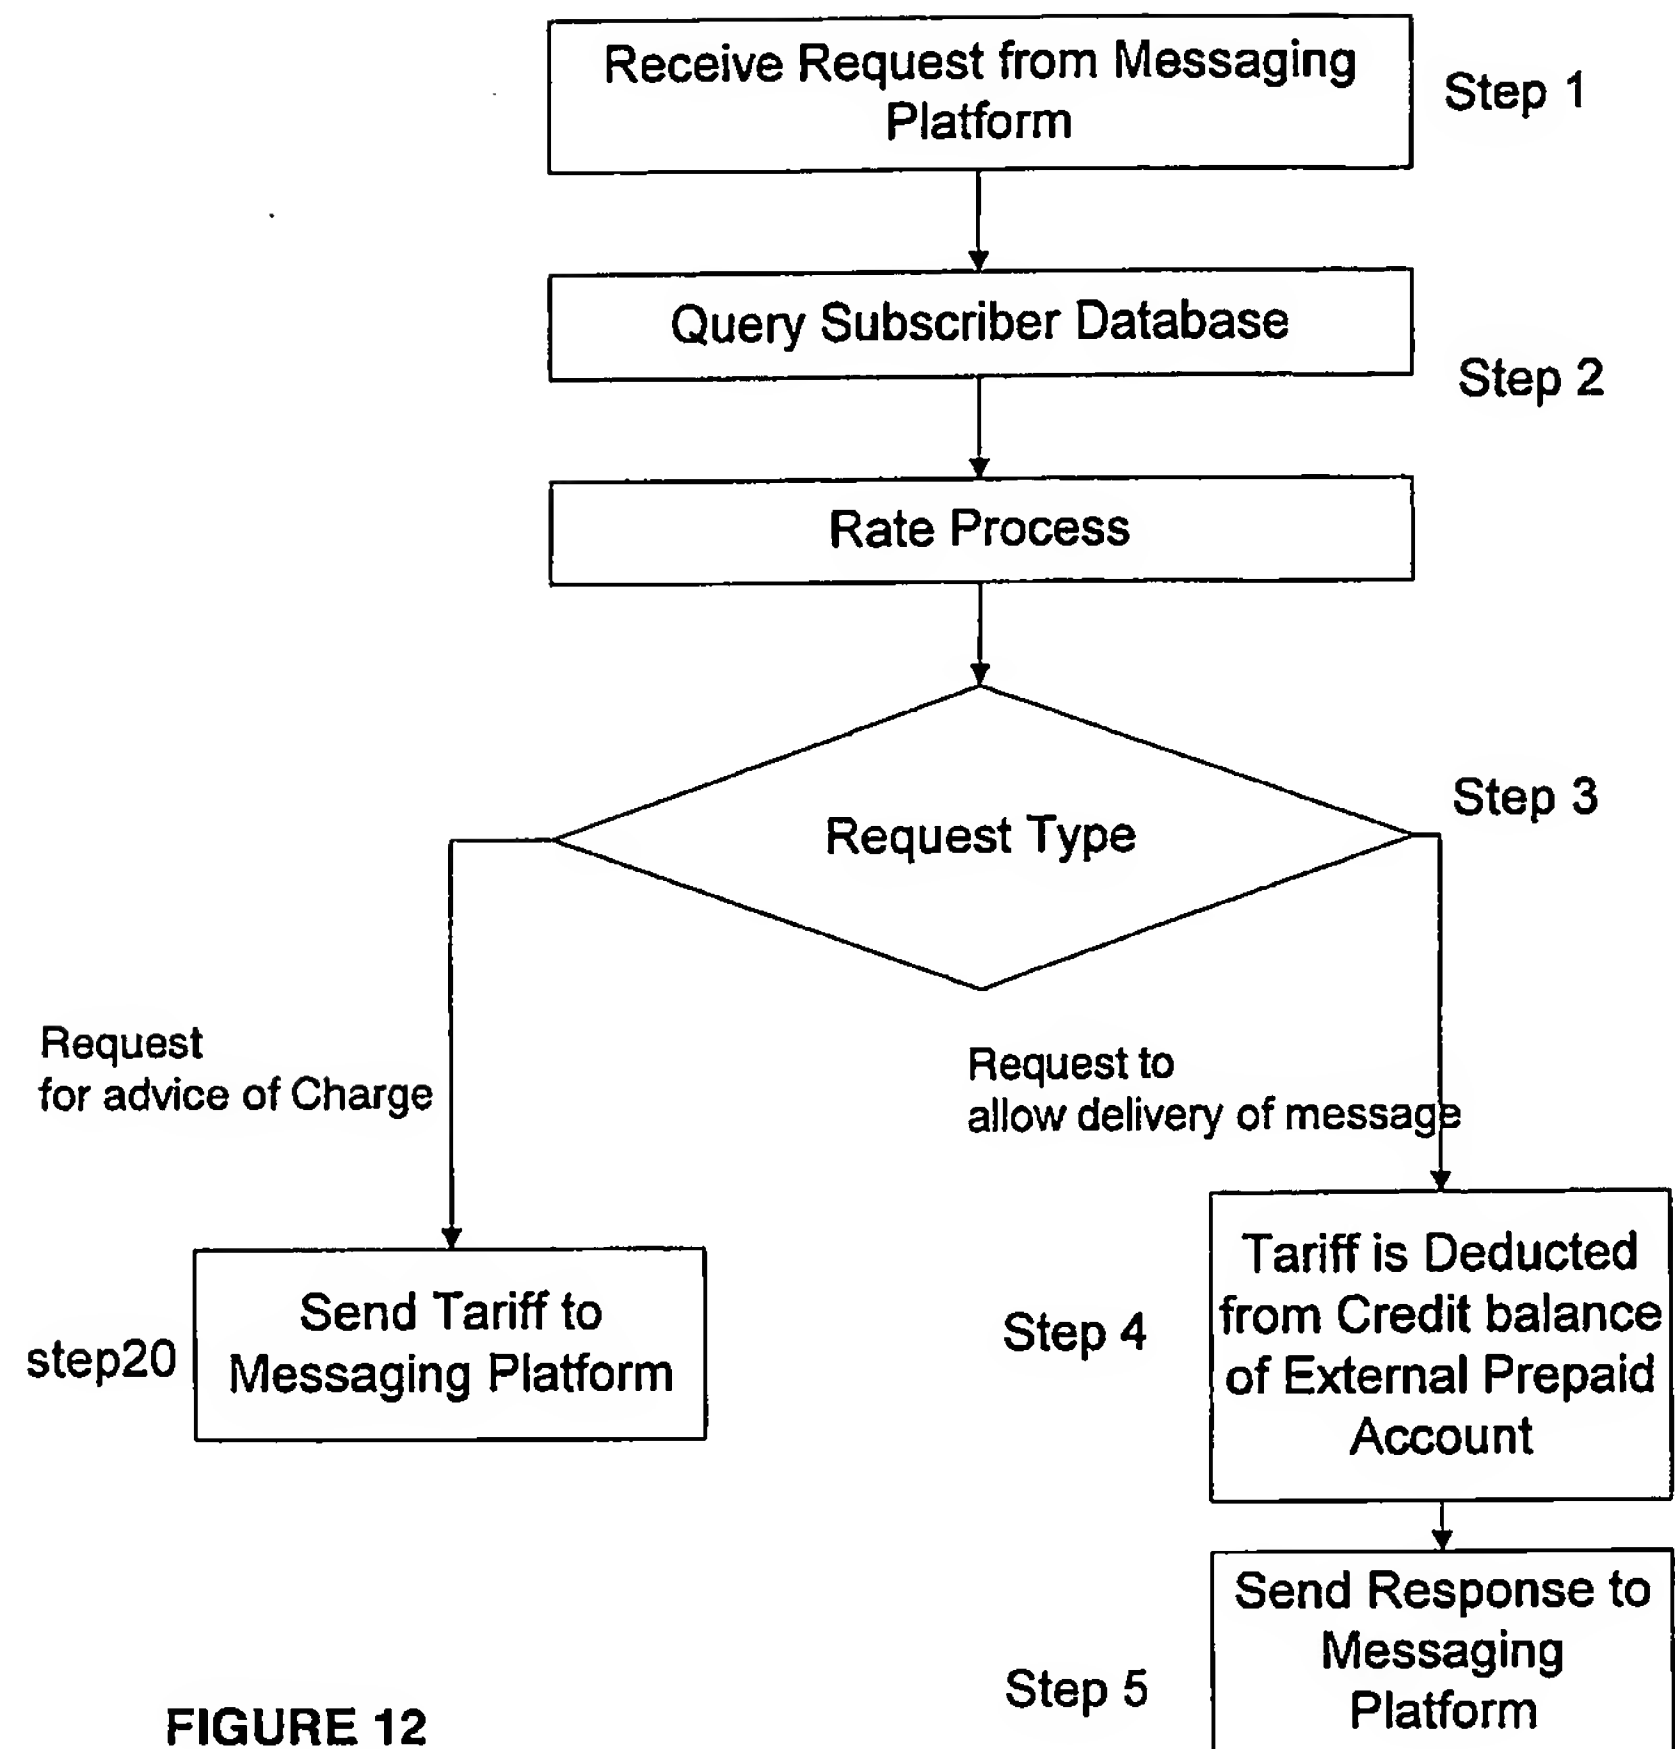 Receive Request from Messaging
Platform
Step 1
Query Subscriber Database
Step 2
Rate Process
Step 3
Request Type
Request
for advice of Charge
Request to
allow delivery of message
Send Tariff to
Messaging Platform
step20
Tariff is Deducted
from Credit balance
of External Prepaid
Account
Step 4
Send Response to
Messaging
Platform
Step 5
FIGURE 12